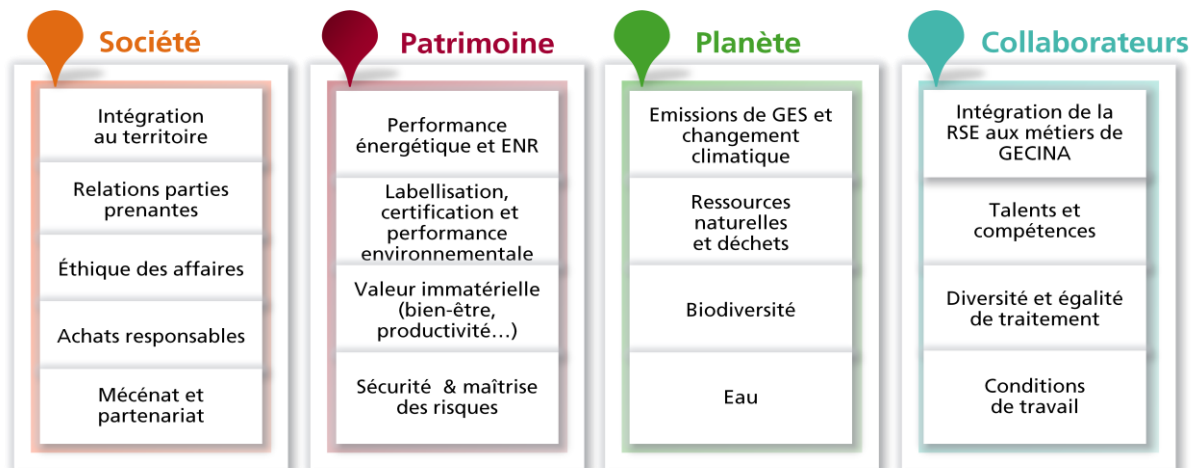 Société
Intégration
au territoire
Relations parties
prenantes
Éthique des affaires
Achats responsables
Mécénat et
partenariat
Patrimoine
Performance
énergétique et ENR
Labellisation,
certification et
performance
environnementale
Valeur immatérielle
(bien-être,
productivité…)
Sécurité & maîtrise
des risques
Planète
Emissions de GES et
changement
climatique
Ressources
naturelles
et déchets
Biodiversité
Eau
Collaborateurs
Intégration de la
RSE aux métiers de
GECINA
Talents et
compétences
Diversité et égalité
de traitement
Conditions
de travail